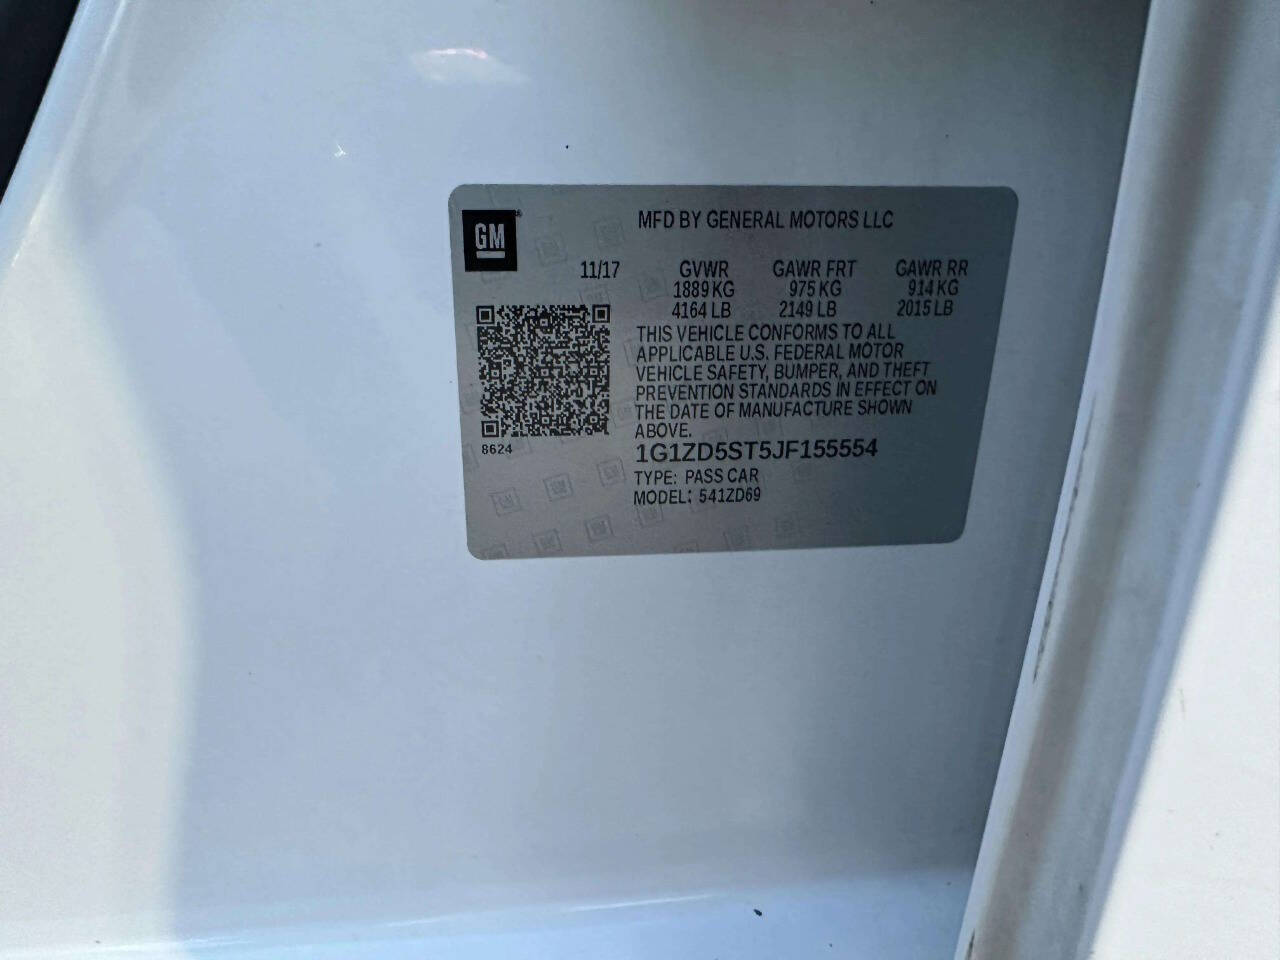 GM
MFD BY GENERAL MOTORS LLC
11/17 GVWR GAWR FRT GAWR RR
1889 KG 975 KG 914 KG
4164 LB 2149 LB 2015 LB
THIS VEHICLE CONFORMS TO ALL
APPLICABLE U.S. FEDERAL MOTOR
VEHICLE SAFETY, BUMPER, AND THEFT
PREVENTION STANDARDS IN EFFECT ON
THE DATE OF MANUFACTURE SHOWN
ABOVE.
8624
1G1ZD5ST5JF155554
TYPE: PASS CAR
MODEL: 541ZD69